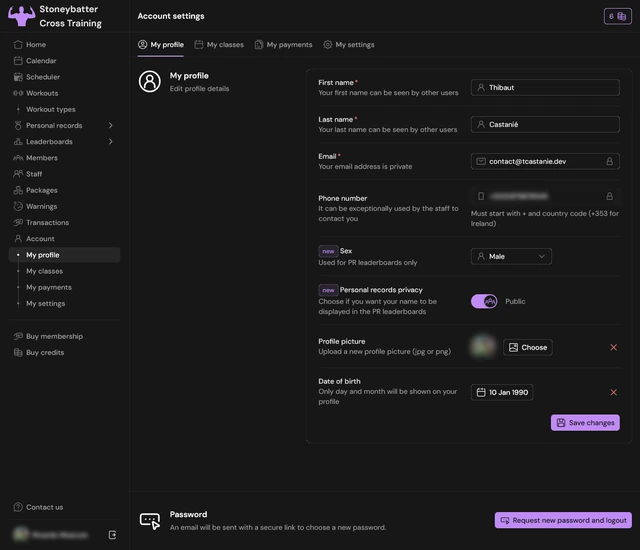 Stoneybatter
Cross Training
Home
Calendar
Scheduler
Workouts
Workout types
Personal records
Leaderboards
Members
Staff
Packages
Warnings
Transactions
Account
My profile
My classes
My payments
My settings
Buy membership
Buy credits
Contact us
Account settings
6
My profile
My classes
My payments
My settings
My profile
Edit profile details
First name*
Your first name can be seen by other users
Thibaut
Last name*
Your last name can be seen by other users
Castanié
Email*
Your email address is private
contact@tcastanie.dev
Phone number
It can be exceptionally used by the staff to
contact you
Must start with + and country code (+353 for
Ireland)
new Sex
Used for PR leaderboards only
Male
new Personal records privacy
Choose if you want your name to be
displayed in the PR leaderboards
Public
Profile picture
Upload a new profile picture (jpg or png)
Choose
Date of birth
Only day and month will be shown on your
profile
10 Jan 1990
Save changes
Password
An email will be sent with a secure link to choose a new password.
Request new password and logout